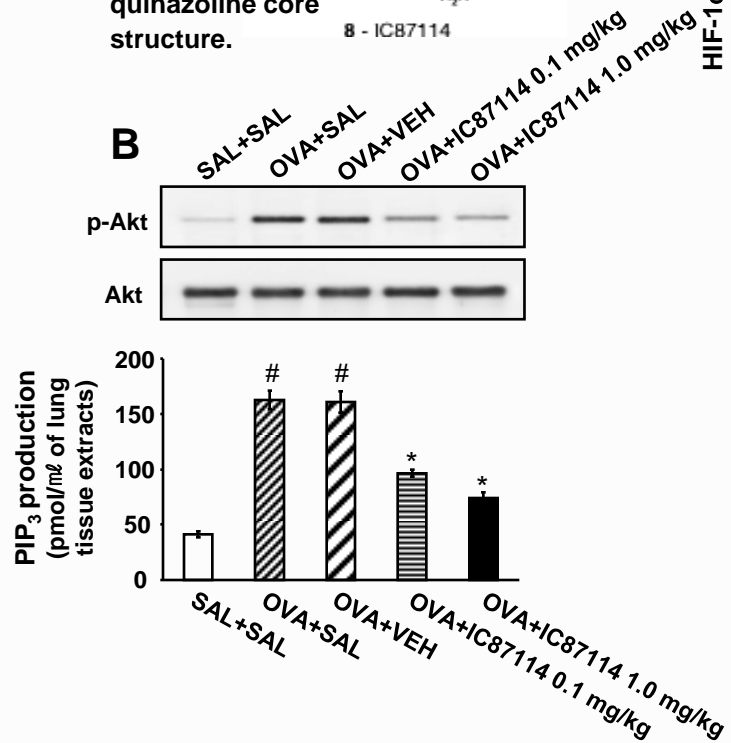 quinazoline core
structure.
8 - IC87114
B
SAL+SAL
OVA+SAL
OVA+VEH
OVA+IC87114 0.1 mg/kg
OVA+IC87114 1.0 mg/kg
p-Akt
Akt
PIP3 production
(pmol/㎖ of lung
tissue extracts)
200
150
100
50
0
#
#
*
*
SAL+SAL
OVA+SAL
OVA+VEH
OVA+IC87114 0.1 mg/kg
OVA+IC87114 1.0 mg/kg